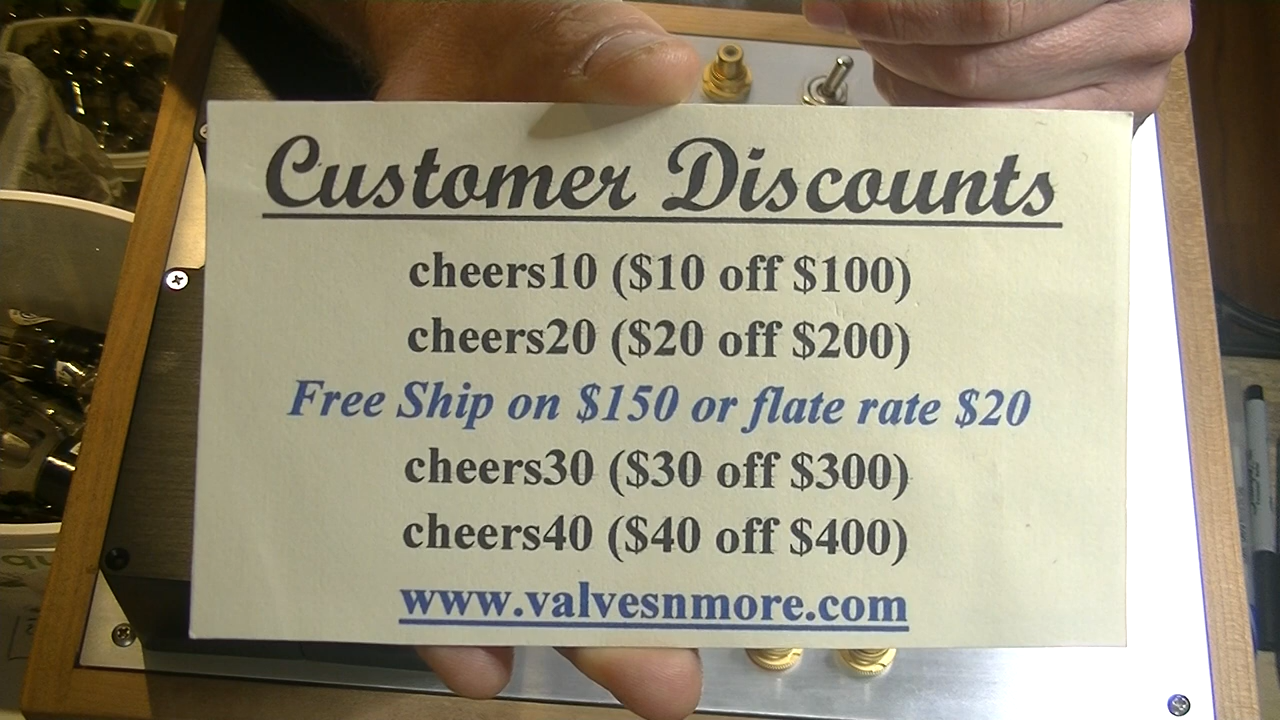 Customer Discounts
cheers10 ($10 off $100)
cheers20 ($20 off $200)
Free Ship on $150 or flate rate $20
cheers30 ($30 off $300)
cheers40 ($40 off $400)
www.valvesnmore.com